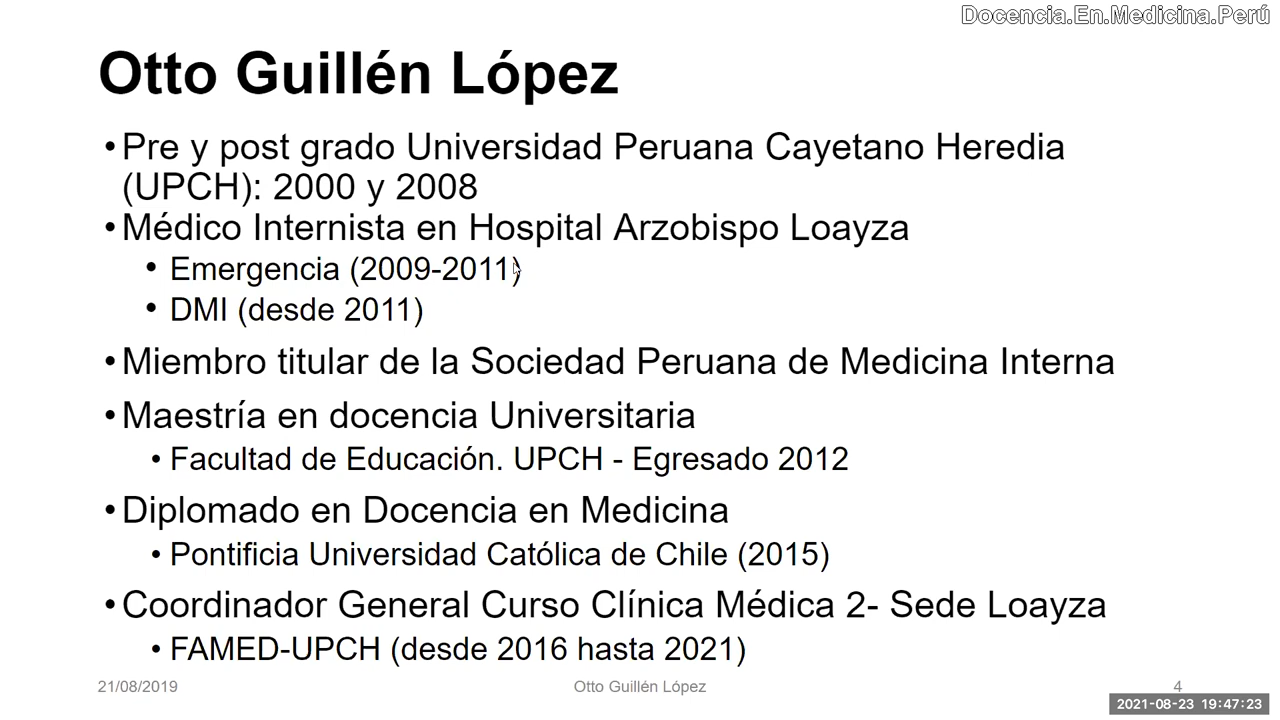 Docencia.En.Medicina.Perú
Otto Guillén López
•Pre y post grado Universidad Peruana Cayetano Heredia
(UPCH): 2000 y 2008
•Médico Internista en Hospital Arzobispo Loayza
• Emergencia (2009-2011)
• DMI (desde 2011)
•Miembro titular de la Sociedad Peruana de Medicina Interna
•Maestría en docencia Universitaria
• Facultad de Educación. UPCH - Egresado 2012
•Diplomado en Docencia en Medicina
• Pontificia Universidad Católica de Chile (2015)
•Coordinador General Curso Clínica Médica 2- Sede Loayza
• FAMED-UPCH (desde 2016 hasta 2021)
21/08/2019 Otto Guillén López 4
2021-08-23 19:47:23